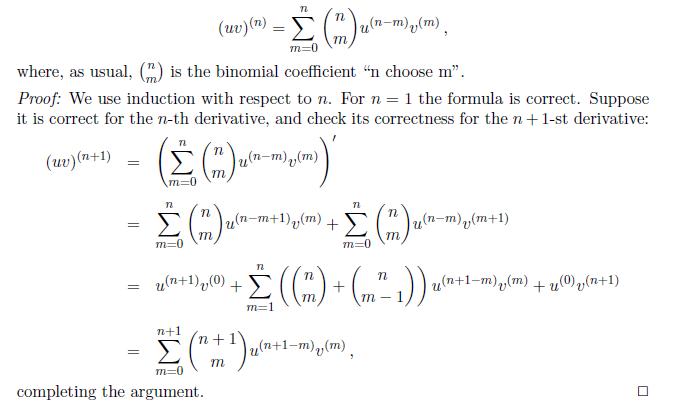 $(uv)^{(n)} = \sum_{m=0}^{n} \binom{n}{m} u^{(n-m)} v^{(m)} ,$
where, as usual, $\binom{n}{m}$ is the binomial coefficient “n choose m”.
Proof: We use induction with respect to $n$. For $n = 1$ the formula is correct. Suppose
it is correct for the $n$-th derivative, and check its correctness for the $n + 1$-st derivative:
$(uv)^{(n+1)} = \left( \sum_{m=0}^{n} \binom{n}{m} u^{(n-m)} v^{(m)} \right)'$
$= \sum_{m=0}^{n} \binom{n}{m} u^{(n-m+1)} v^{(m)} + \sum_{m=0}^{n} \binom{n}{m} u^{(n-m)} v^{(m+1)}$
$= u^{(n+1)} v^{(0)} + \sum_{m=1}^{n} \left( \binom{n}{m} + \binom{n}{m-1} \right) u^{(n+1-m)} v^{(m)} + u^{(0)} v^{(n+1)}$
$= \sum_{m=0}^{n+1} \binom{n+1}{m} u^{(n+1-m)} v^{(m)} ,$
completing the argument. □